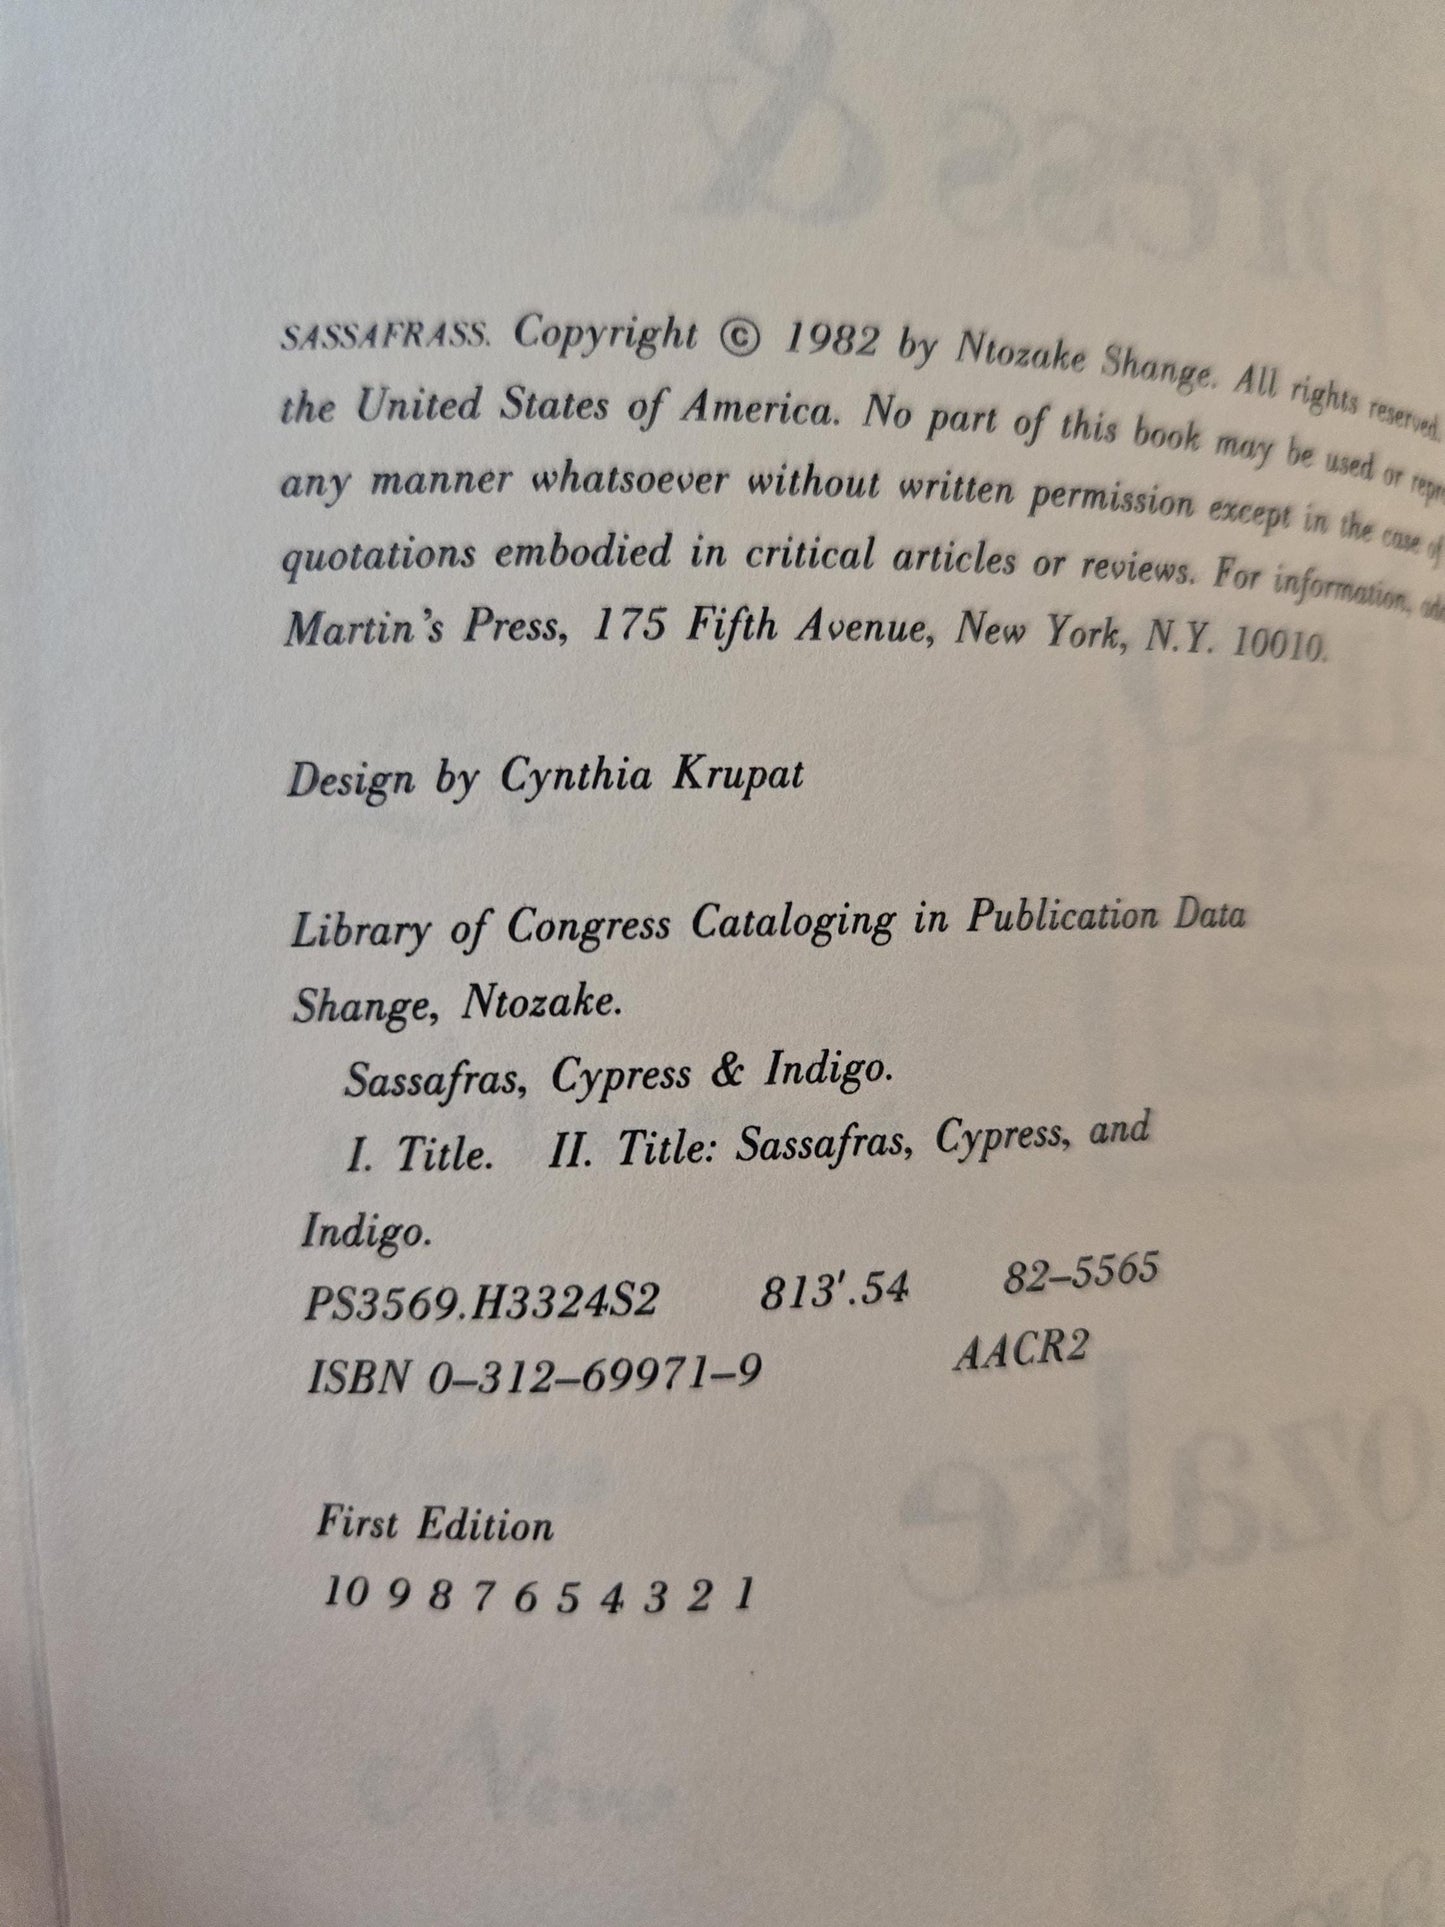 SASSAFRASS. Copyright © 1982 by Ntozake Shange. All rights reserved.
the United States of America. No part of this book may be used or
any manner whatsoever without written permission except in the case of
quotations embodied in critical articles or reviews. For information,
Martin's Press, 175 Fifth Avenue, New York, N.Y. 10010.
Design by Cynthia Krupat
Library of Congress Cataloging in Publication Data
Shange, Ntozake.
Sassafras, Cypress & Indigo.
I. Title. II. Title: Sassafras, Cypress, and
Indigo.
PS3569.H3324S2 813'.54 82–5565
ISBN 0–312–69971–9 AACR2
First Edition
10 9 8 7 6 5 4 3 2 1